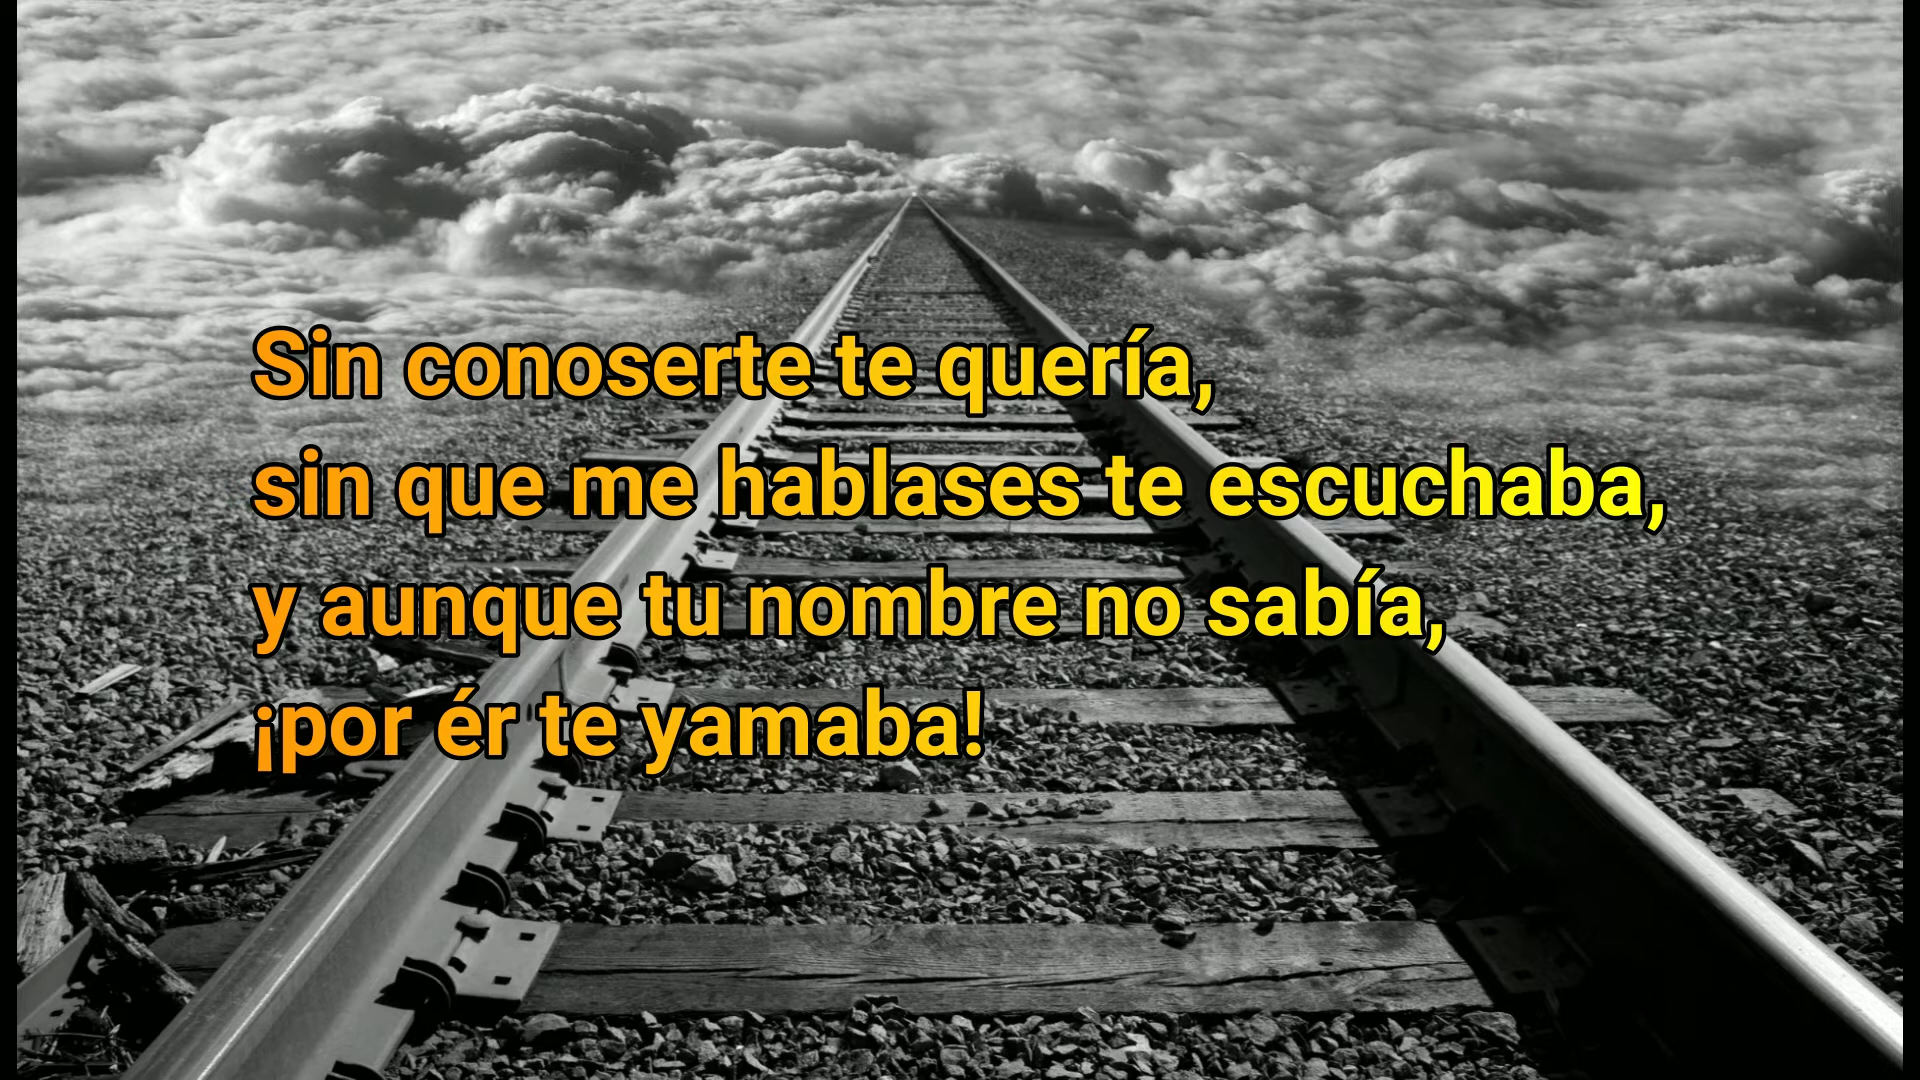 Sin conoserte te quería,
sin que me hablases te escuchaba,
y aunque tu nombre no sabía,
¡por ér te yamaba!